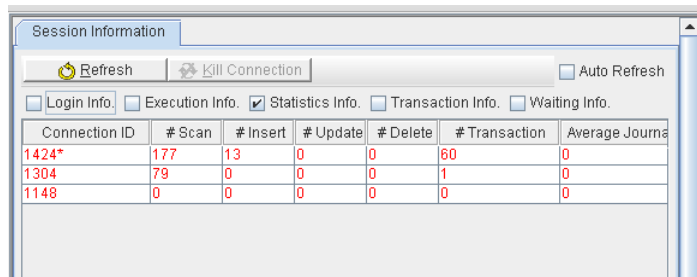 Session Information
Refresh Kill Connection Auto Refresh
Login Info. Execution Info. Statistics Info. Transaction Info. Waiting Info.
Connection ID # Scan # Insert # Update # Delete # Transaction Average Journa
1424* 177 13 0 0 60 0
1304 79 0 0 0 1 0
1148 0 0 0 0 0 0